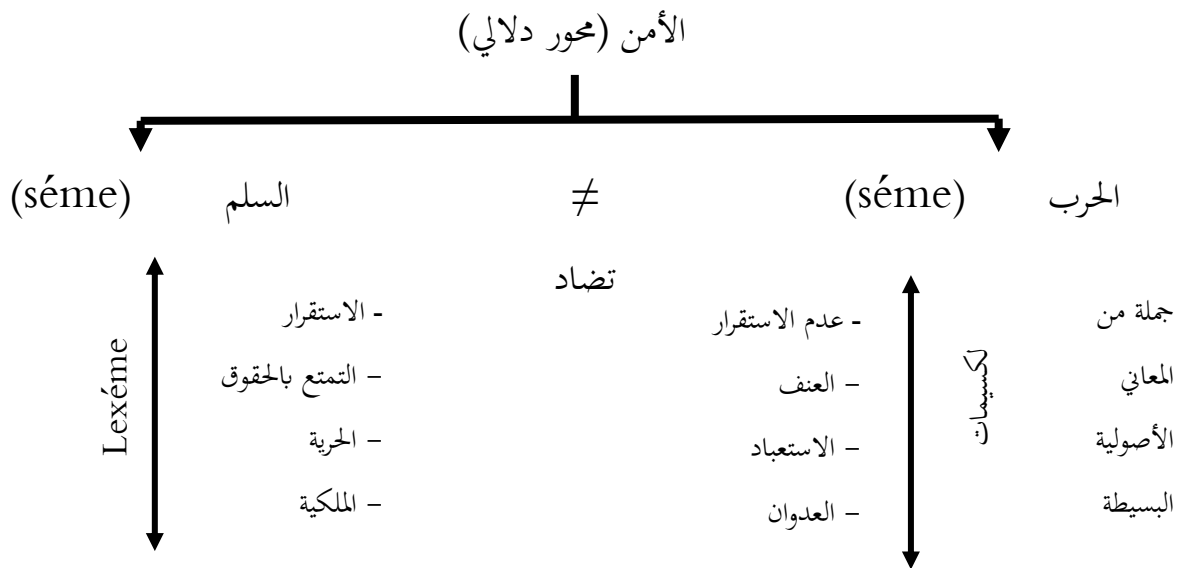 الأمن (محور دلالي)
الحرب (séme) ≠ السلم (séme)
تضاد
جملة من
المعاني
الأصولية
البسيطة
لكسيمات
- عدم الاستقرار
– العنف
– الاستعباد
– العدوان
- الاستقرار
– التمتع بالحقوق
– الحرية
– الملكية
Lexéme